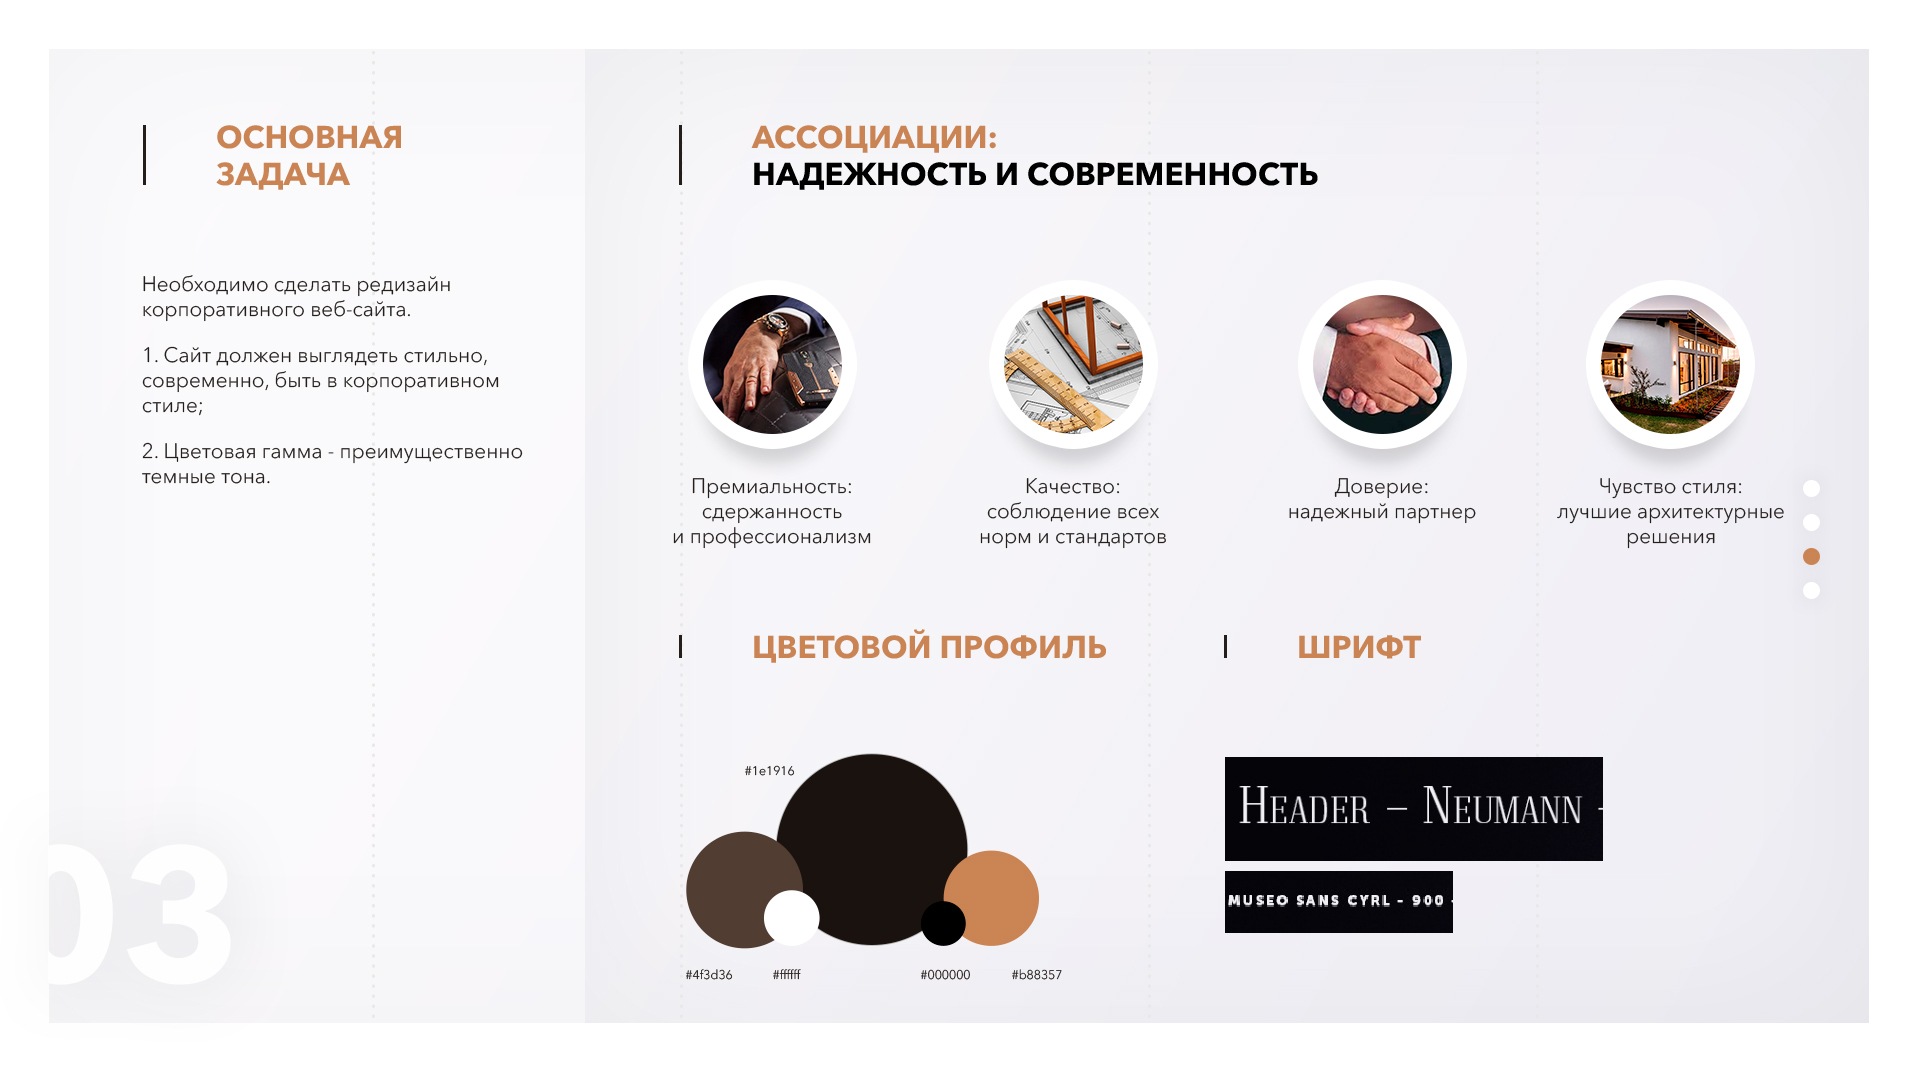 ОСНОВНАЯ
ЗАДАЧА
Необходимо сделать редизайн
корпоративного веб-сайта.
1. Сайт должен выглядеть стильно,
современно, быть в корпоративном
стиле;
2. Цветовая гамма - преимущественно
темные тона.
03
АССОЦИАЦИИ:
НАДЕЖНОСТЬ И СОВРЕМЕННОСТЬ
Премиальность:
сдержанность
и профессионализм
Качество:
соблюдение всех
норм и стандартов
Доверие:
надежный партнер
Чувство стиля:
лучшие архитектурные
решения
ЦВЕТОВОЙ ПРОФИЛЬ
#1e1916
#4f3d36
#ffffff
#000000
#b88357
ШРИФТ
Header – Neumann -
MUSEO SANS CYRL - 900 -